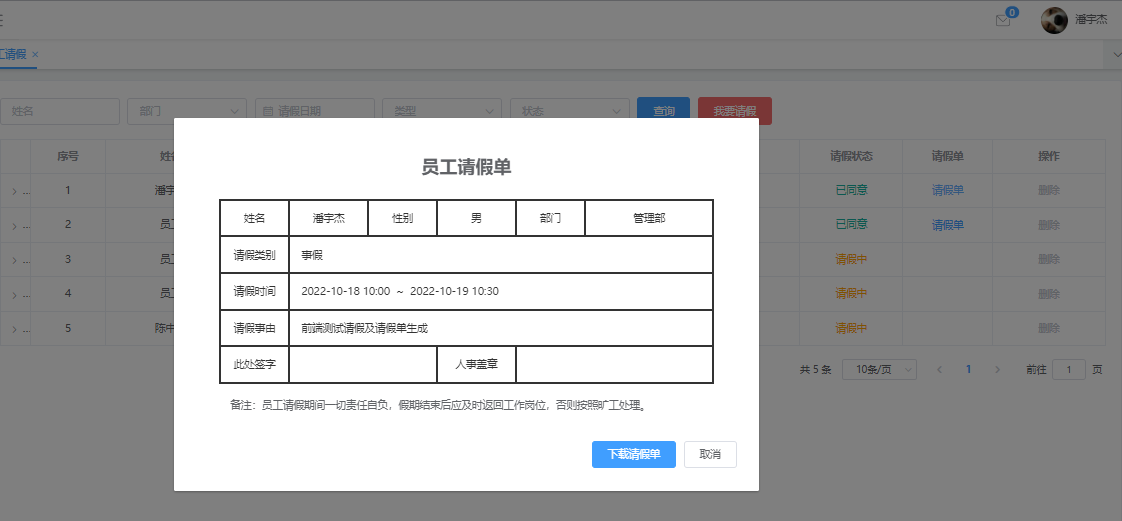 0 潘宇杰
工请假 ×
姓名 部门 请假日期 类型 状态 查询 我要请假
序号 请假状态 请假单 操作
... 1 潘宇 已同意 请假单 删除
... 2 员 已同意 请假单 删除
... 3 员 请假中 删除
... 4 员 请假中 删除
... 5 陈中 请假中 删除
共 5 条 10条/页 1 前往 1 页
员工请假单
姓名 潘宇杰 性别 男 部门 管理部
请假类别 事假
请假时间 2022-10-18 10:00 ~ 2022-10-19 10:30
请假事由 前端测试请假及请假单生成
此处签字 人事盖章
备注：员工请假期间一切责任自负，假期结束后应及时返回工作岗位，否则按照旷工处理。
下载请假单 取消